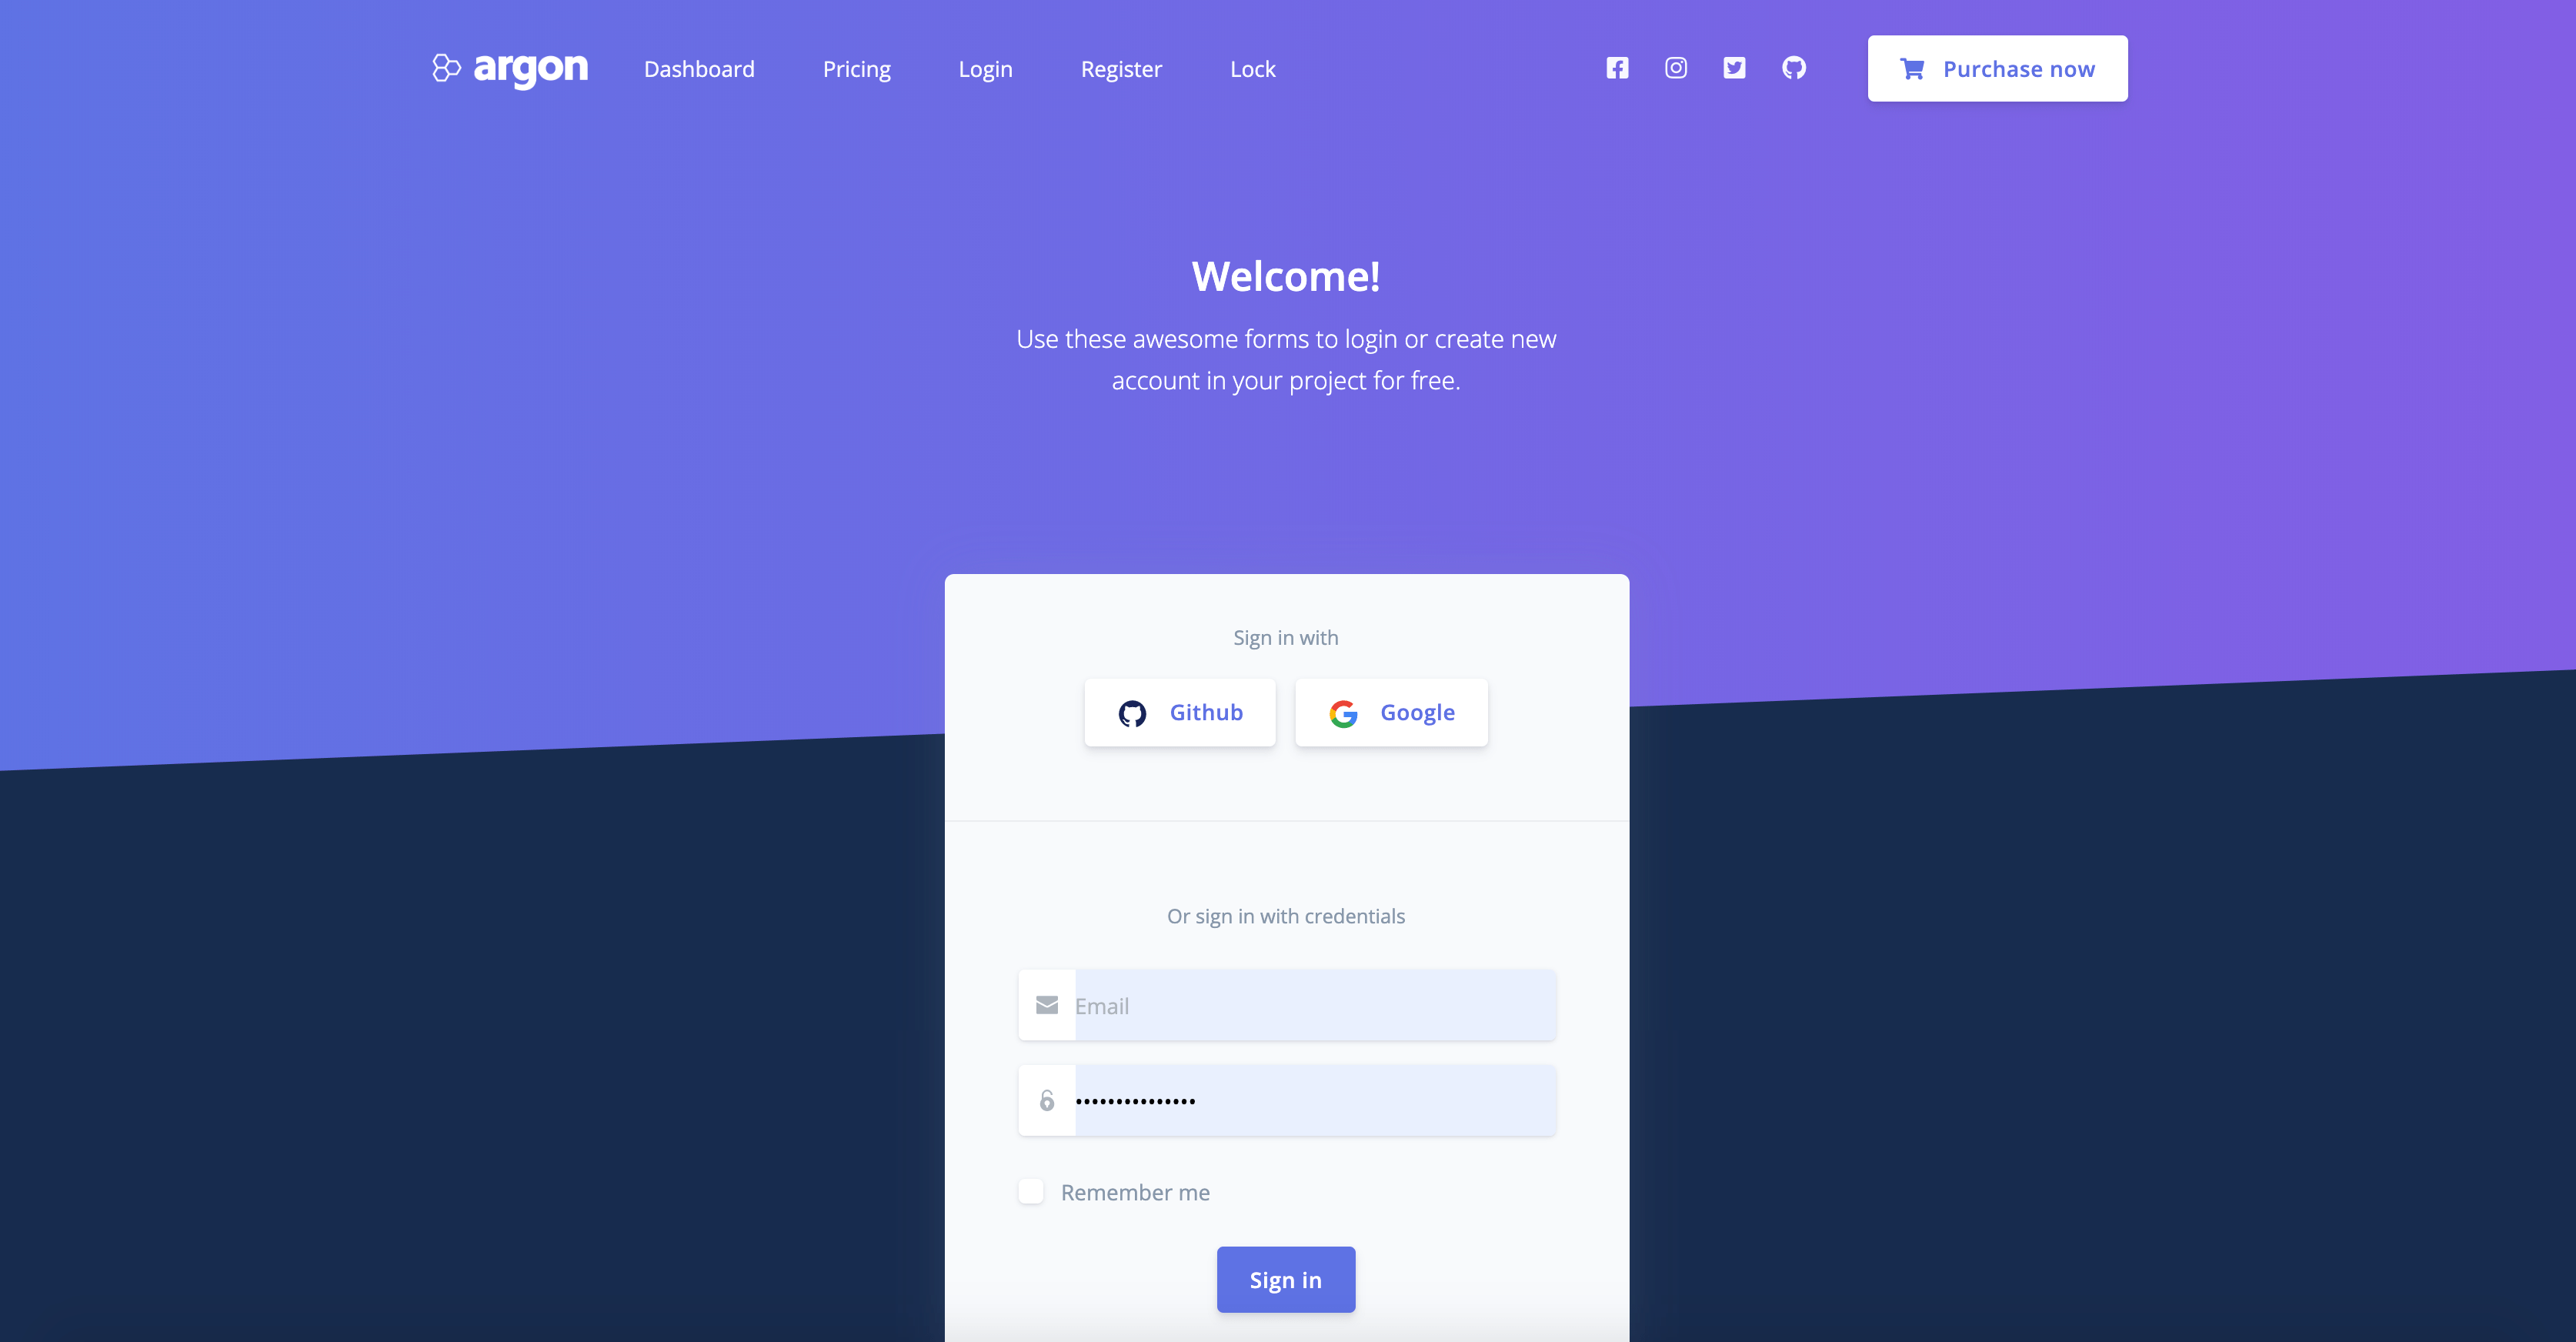 argon
Dashboard
Pricing
Login
Register
Lock
Purchase now
Welcome!
Use these awesome forms to login or create new
account in your project for free.
Sign in with
Github
Google
Or sign in with credentials
Email
•••••••••••••••
Remember me
Sign in